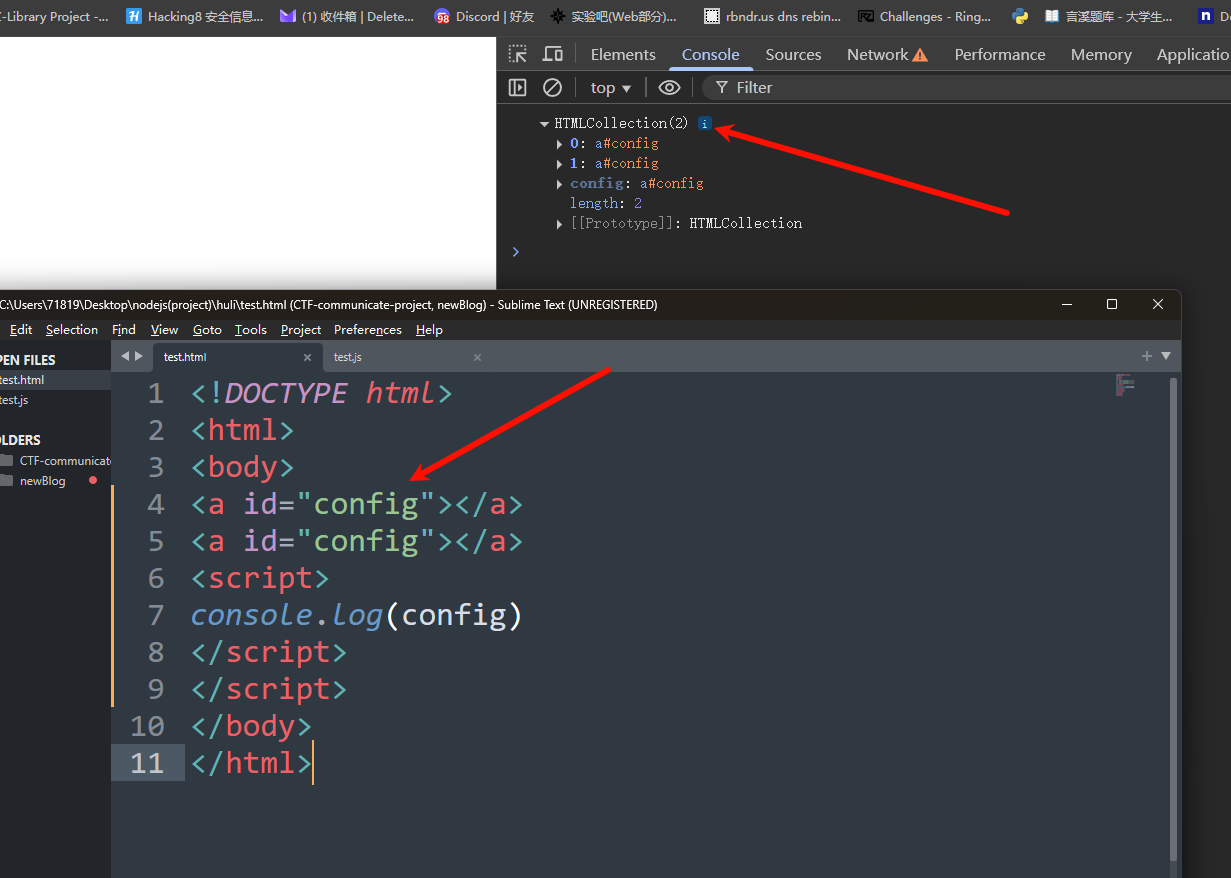 -Library Project -...
Hacking8 安全信息...
(1) 收件箱 | Delete...
98
Discord | 好友
实验吧(Web部分)...
rbndr.us dns rebin...
Challenges - Ring...
言溪题库 - 大学生...
Elements Console Sources Network Performance Memory Applicatio
top ▾ Filter
HTMLCollection(2) i
0: a#config
1: a#config
config: a#config
length: 2
[[Prototype]]: HTMLCollection
>
C:\Users\71819\Desktop\nodejs(project)\huli\test.html (CTF-communicate-project, newBlog) - Sublime Text (UNREGISTERED)
Edit Selection Find View Goto Tools Project Preferences Help
PEN FILES
test.html
test.js
LDERS
CTF-communicat
newBlog
test.html ×
test.js ×
1 <!DOCTYPE html>
2 <html>
3 <body>
4 <a id="config"></a>
5 <a id="config"></a>
6 <script>
7 console.log(config)
8 </script>
9 </script>
10 </body>
11 </html>